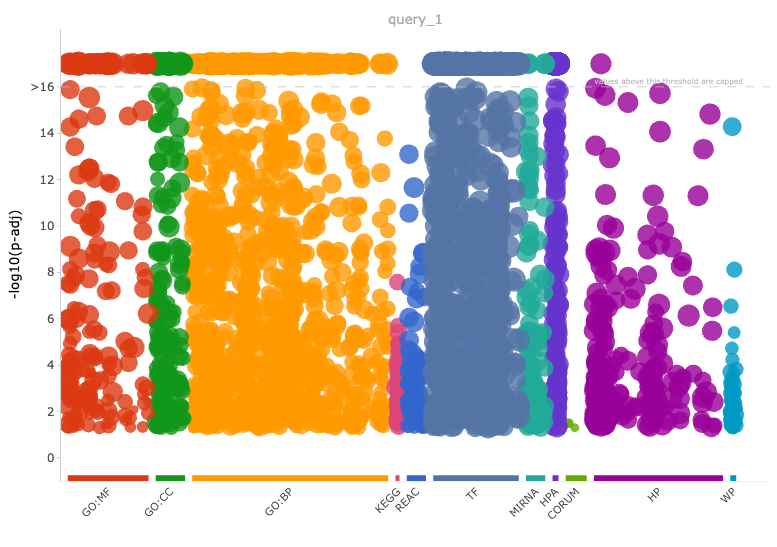 query_1
values above this threshold are capped
>16
14
12
10
8
6
4
2
0
-log10(p-adj)
GO:MF
GO:CC
GO:BP
KEGG
REAC
TF
MIRNA
HPA
CORUM
HP
WP